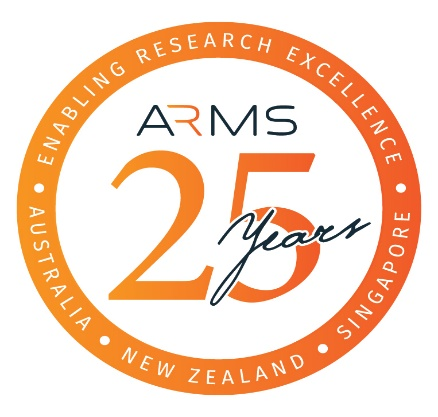 ENABLING RESEARCH EXCELLENCE
ARMS
25
Years
AUSTRALIA • NEW ZEALAND • SINGAPORE